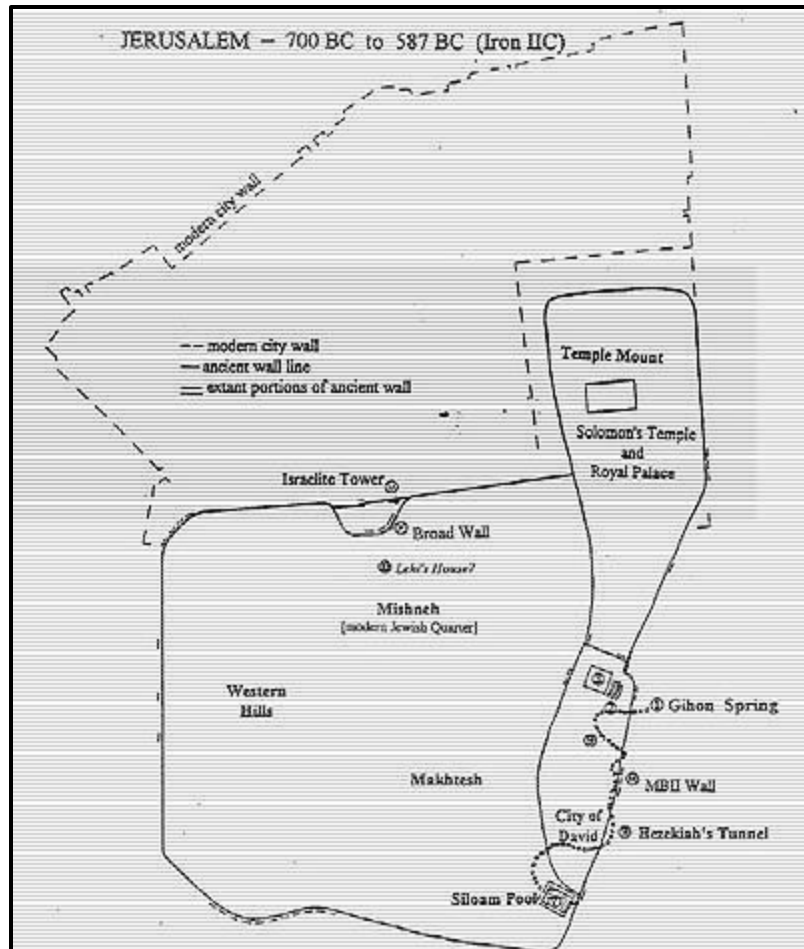 JERUSALEM – 700 BC to 587 BC (Iron IIC)
modern city wall
-- modern city wall
— ancient wall line
= extant portions of ancient wall
Temple Mount
Solomon's Temple
and
Royal Palace
Israelite Tower
Broad Wall
Lehi's House?
Mishneh
[modern Jewish Quarter]
Western
Hills
Gihon Spring
Makhtesh
MBII Wall
City of
David
Hezekiah's Tunnel
Siloam Pool